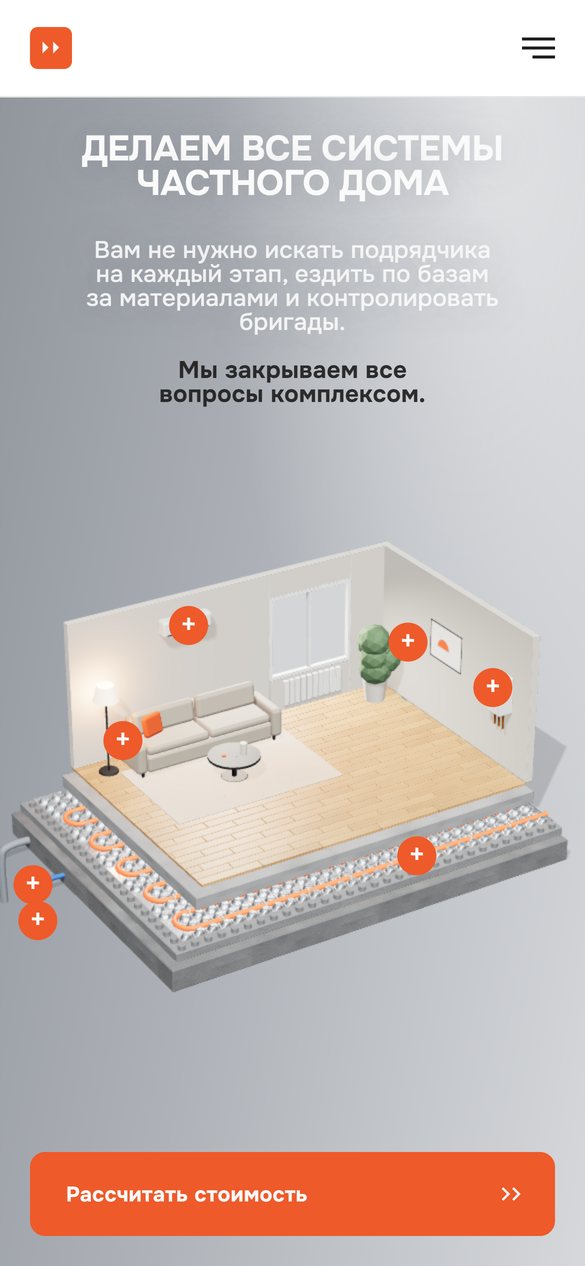 ДЕЛАЕМ ВСЕ СИСТЕМЫ
ЧАСТНОГО ДОМА
Вам не нужно искать подрядчика
на каждый этап, ездить по базам
за материалами и контролировать
бригады.
Мы закрываем все
вопросы комплексом.
Рассчитать стоимость